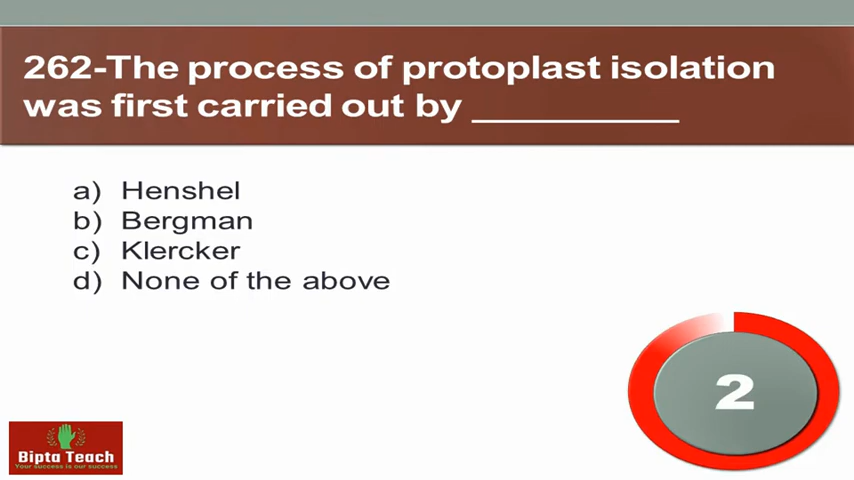 262-The process of protoplast isolation
was first carried out by ___________
a) Henshel
b) Bergman
c) Klercker
d) None of the above
2
Bipta Teach
Your success is our success